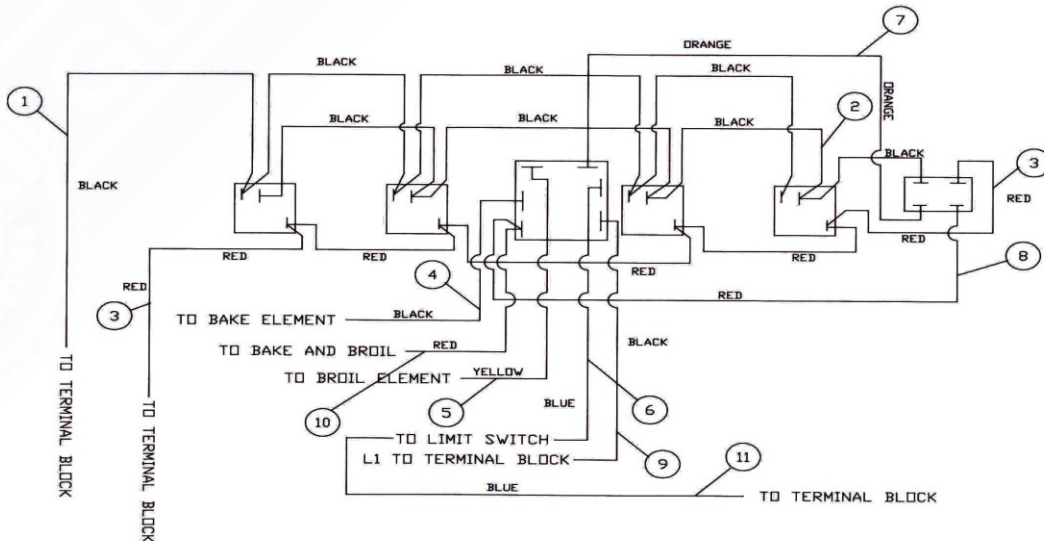 7
ORANGE
BLACK
BLACK
BLACK
1
ORANGE
2
BLACK
BLACK
BLACK
BLACK
3
BLACK
RED
RED
RED
RED
RED
RED
4
8
RED
3
RED
TO BAKE ELEMENT
BLACK
TO BAKE AND BROIL
RED
BLACK
TO BROIL ELEMENT
YELLOW
10
5
BLUE
6
TO LIMIT SWITCH
L1 TO TERMINAL BLOCK
9
11
BLUE
TO TERMINAL BLOCK
TO TERMINAL BLOCK
TO TERMINAL BLOCK